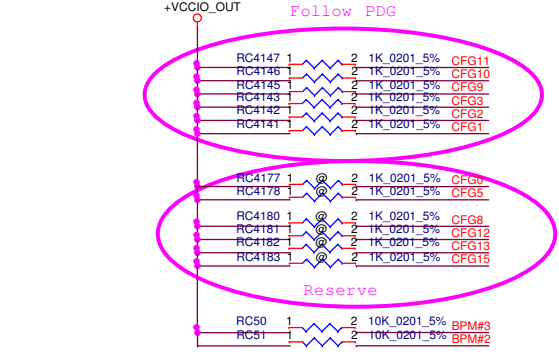 +VCCIO_OUT
Follow PDG
RC4147 1 2 1K_0201_5% CFG11
RC4146 1 2 1K_0201_5% CFG10
RC4145 1 2 1K_0201_5% CFG9
RC4143 1 2 1K_0201_5% CFG3
RC4142 1 2 1K_0201_5% CFG2
RC4141 1 2 1K_0201_5% CFG1
RC4177 1 @ 2 1K_0201_5% CFG0
RC4178 1 @ 2 1K_0201_5% CFG5
RC4180 1 @ 2 1K_0201_5% CFG8
RC4181 1 @ 2 1K_0201_5% CFG12
RC4182 1 @ 2 1K_0201_5% CFG13
RC4183 1 @ 2 1K_0201_5% CFG15
Reserve
RC50 1 2 10K_0201_5% BPM#3
RC51 1 2 10K_0201_5% BPM#2